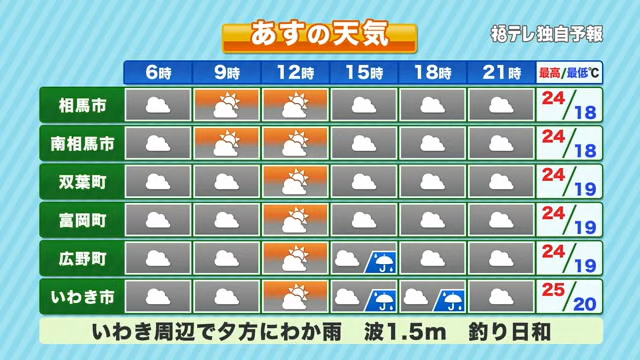 あすの天気
福テレ独自予報
6時 9時 12時 15時 18時 21時 最高/最低℃
相馬市 24/18
南相馬市 24/18
双葉町 24/19
富岡町 24/19
広野町 24/19
いわき市 25/20
いわき周辺で夕方にわか雨 波1.5m 釣り日和